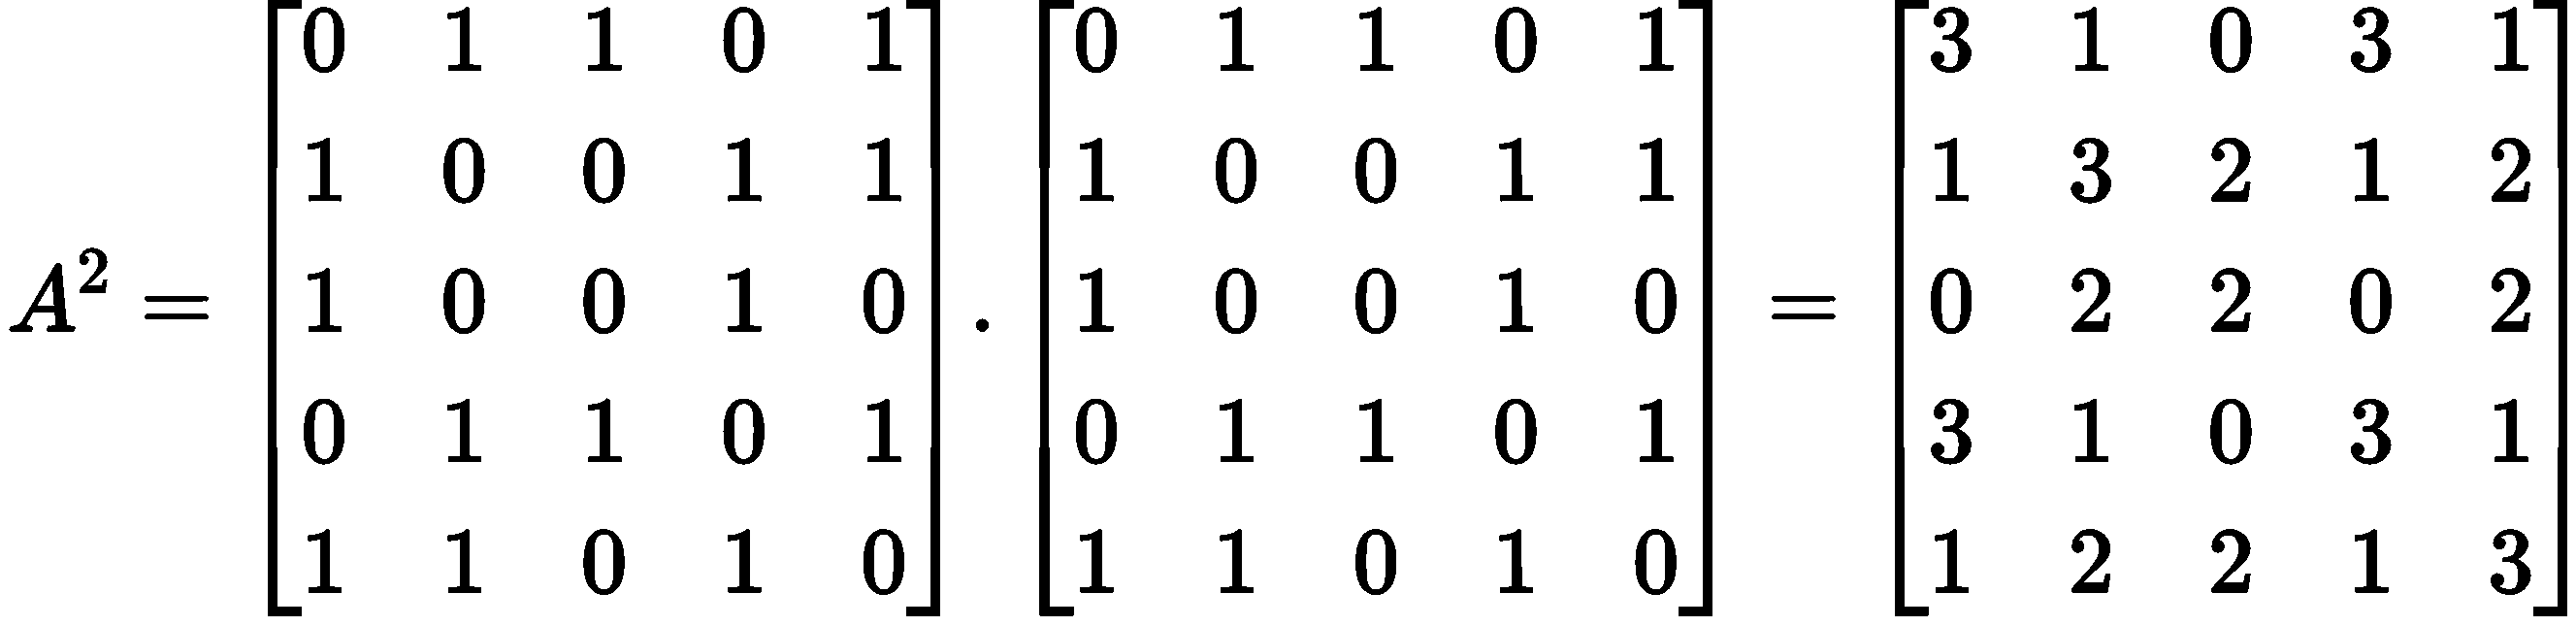 0 1 1 0 1 0 1 1 0 1 3 1 0 3 1
1 0 0 1 1 1 0 0 1 1 1 3 2 1 2
A² = 1 0 0 1 0 . 1 0 0 1 0 = 0 2 2 0 2
0 1 1 0 1 0 1 1 0 1 3 1 0 3 1
1 1 0 1 0 1 1 0 1 0 1 2 2 1 3